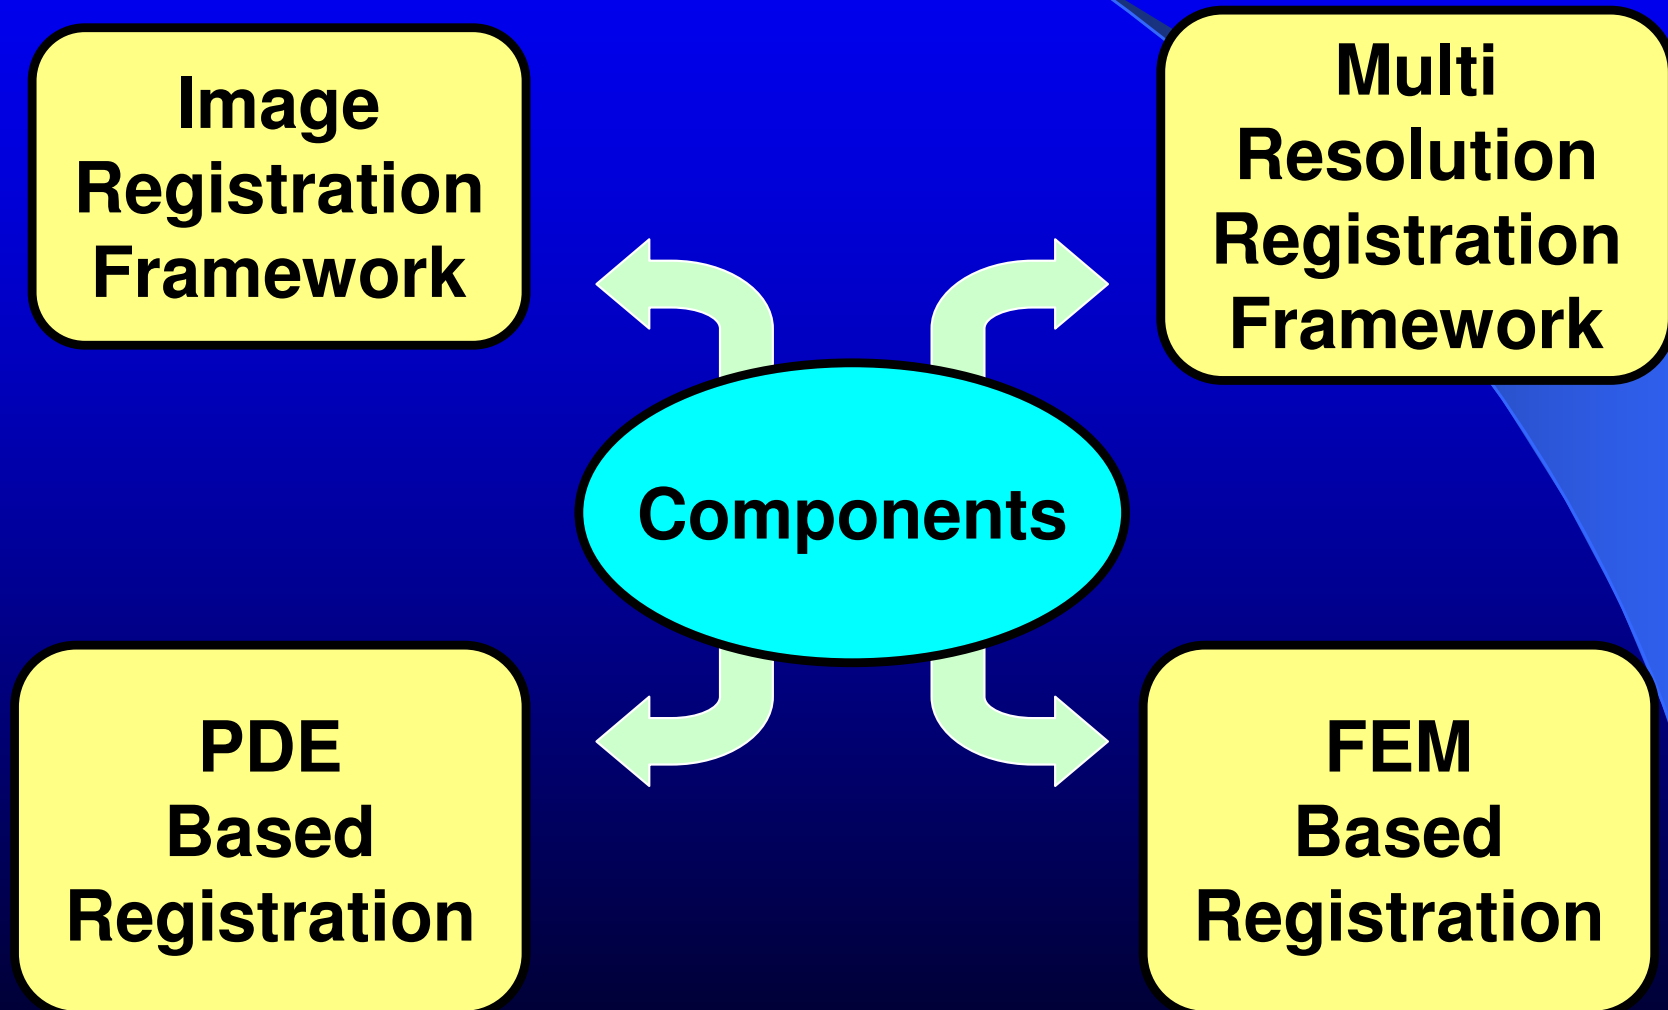 Image
Registration
Framework
Multi
Resolution
Registration
Framework
Components
PDE
Based
Registration
FEM
Based
Registration